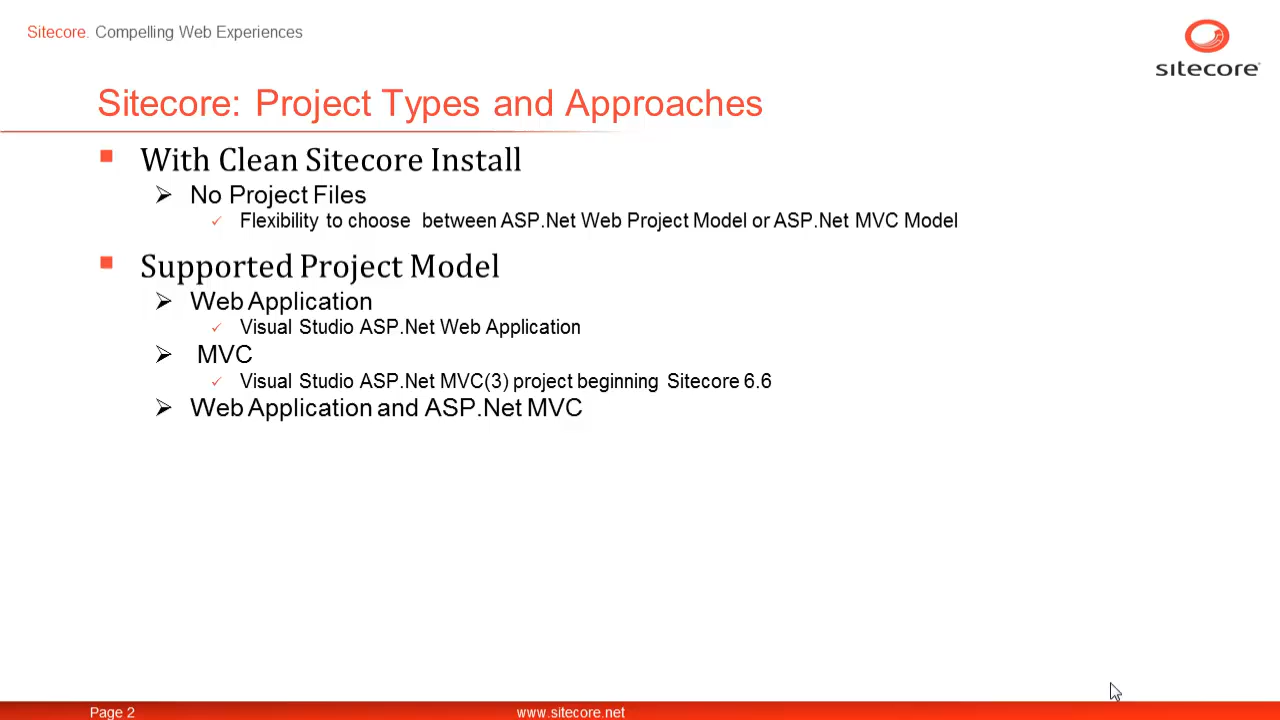 Sitecore. Compelling Web Experiences
sitecore
Sitecore: Project Types and Approaches
With Clean Sitecore Install
No Project Files
Flexibility to choose between ASP.Net Web Project Model or ASP.Net MVC Model
Supported Project Model
Web Application
Visual Studio ASP.Net Web Application
MVC
Visual Studio ASP.Net MVC(3) project beginning Sitecore 6.6
Web Application and ASP.Net MVC
Page 2
www.sitecore.net